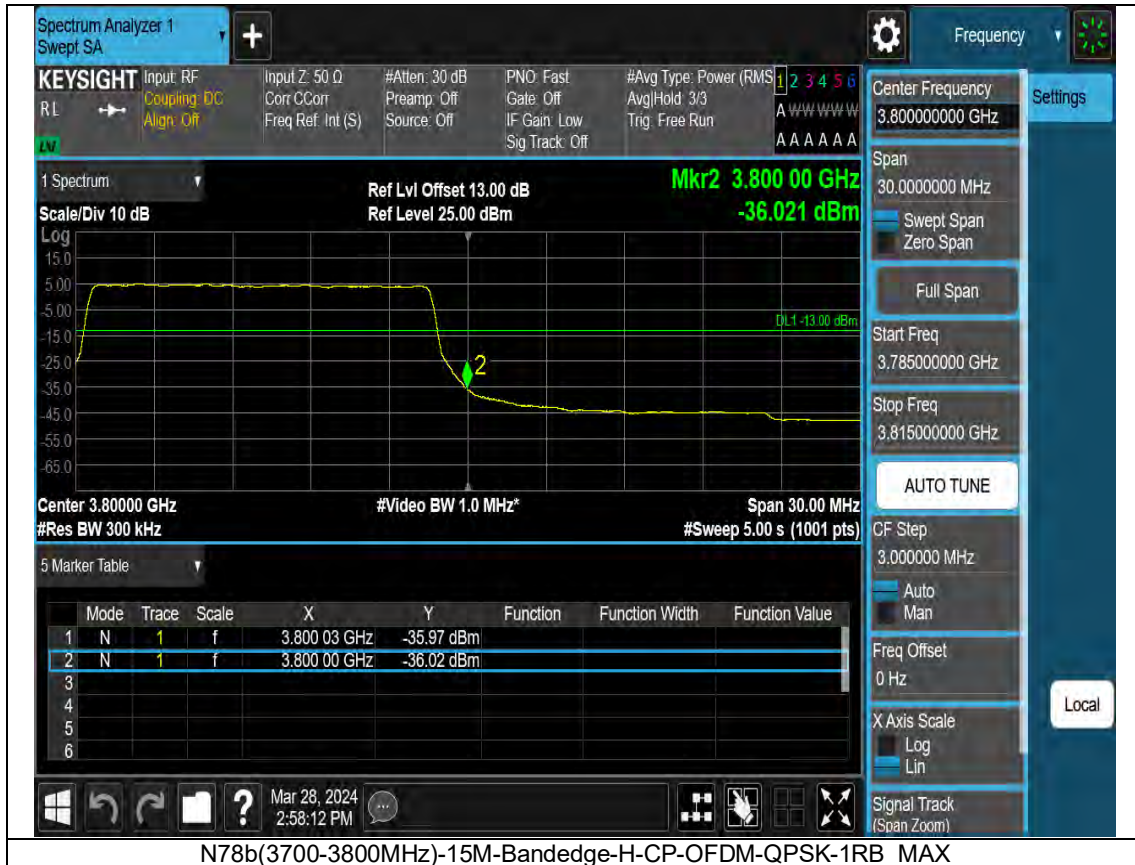 Spectrum Analyzer 1
Swept SA
Frequency
KEYSIGHT
RL
Input: RF
Coupling: DC
Align: Off
Input Z: 50 Ω
Corr CCorr
Freq Ref: Int (S)
#Atten: 30 dB
Preamp: Off
Source: Off
PNO: Fast
Gate: Off
IF Gain: Low
Sig Track: Off
#Avg Type: Power (RMS
Avg|Hold: 3/3
Trig: Free Run
1 2 3 4 5 6
A W W W W W
A A A A A A
1 Spectrum
Scale/Div 10 dB
Ref Lvl Offset 13.00 dB
Ref Level 25.00 dBm
Mkr2 3.800 00 GHz
-36.021 dBm
Log
15.0
5.00
-5.00
-15.0
-25.0
-35.0
-45.0
-55.0
-65.0
DL1 -13.00 dBm
2
Center 3.80000 GHz
#Video BW 1.0 MHz*
Span 30.00 MHz
#Res BW 300 kHz
#Sweep 5.00 s (1001 pts)
5 Marker Table
Mode Trace Scale X Y Function Function Width Function Value
1 N 1 f 3.800 03 GHz -35.97 dBm
2 N 1 f 3.800 00 GHz -36.02 dBm
3
4
5
6
Mar 28, 2024
2:58:12 PM
Center Frequency
3.800000000 GHz
Settings
Span
30.0000000 MHz
Swept Span
Zero Span
Full Span
Start Freq
3.785000000 GHz
Stop Freq
3.815000000 GHz
AUTO TUNE
CF Step
3.000000 MHz
Auto
Man
Freq Offset
0 Hz
X Axis Scale
Log
Lin
Signal Track
(Span Zoom)
Local
N78b(3700-3800MHz)-15M-Bandedge-H-CP-OFDM-QPSK-1RB_MAX